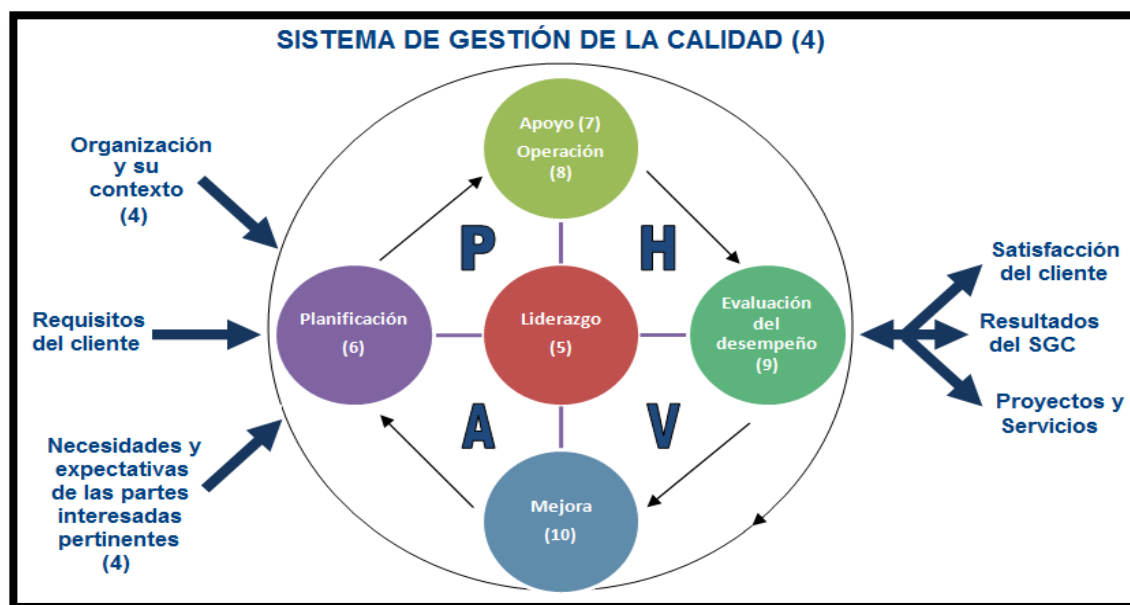 SISTEMA DE GESTIÓN DE LA CALIDAD (4)
Organización
y su
contexto
(4)
Requisitos
del cliente
Necesidades y
expectativas
de las partes
interesadas
pertinentes
(4)
Apoyo (7)
Operación
(8)
P
H
Planificación
(6)
Liderazgo
(5)
Evaluación
del
desempeño
(9)
A
V
Mejora
(10)
Satisfacción
del cliente
Resultados
del SGC
Proyectos y
Servicios